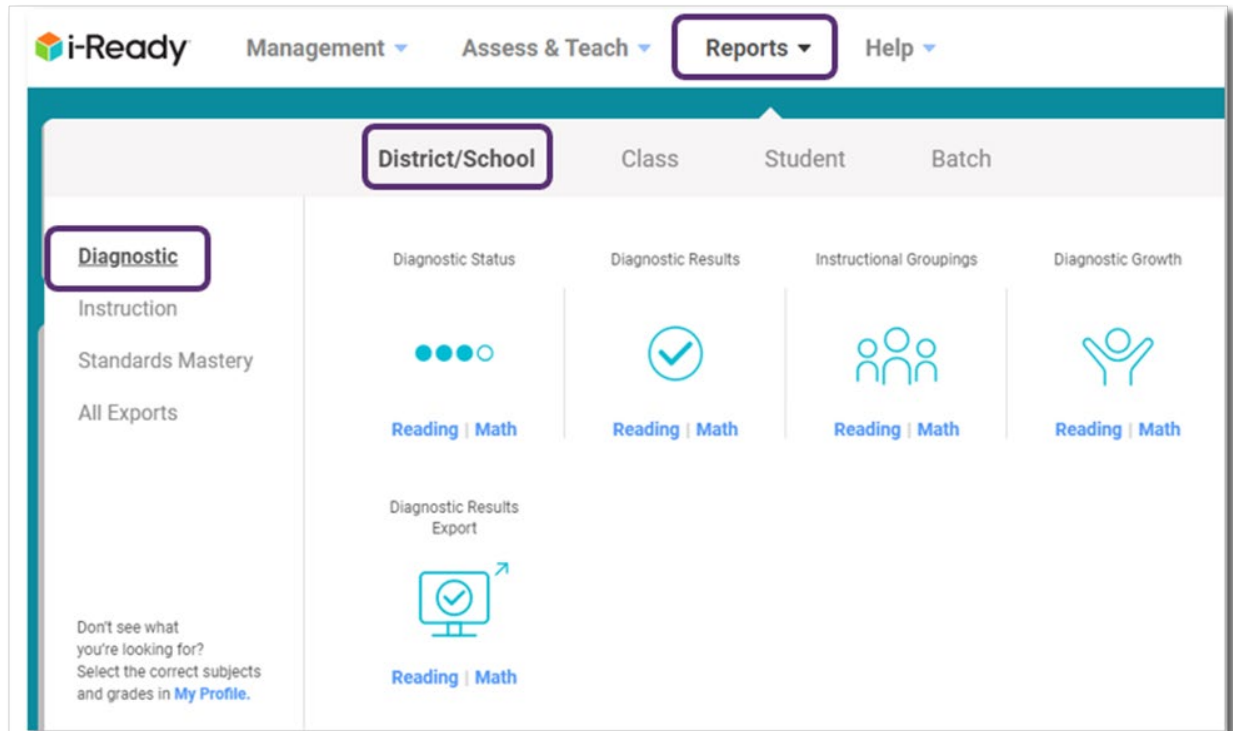 i-Ready Management Assess & Teach Reports Help
District/School Class Student Batch
Diagnostic
Instruction
Standards Mastery
All Exports
Don't see what
you're looking for?
Select the correct subjects
and grades in My Profile.
Diagnostic Status
Reading | Math
Diagnostic Results
Reading | Math
Instructional Groupings
Reading | Math
Diagnostic Growth
Reading | Math
Diagnostic Results
Export
Reading | Math